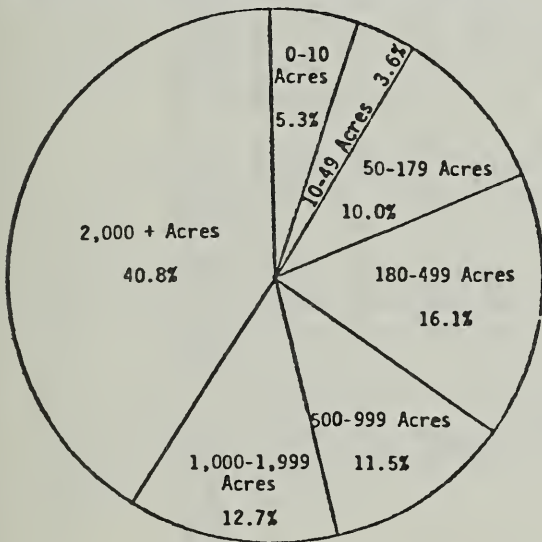 0-10
Acres
5.3%
10-49 Acres 3.6%
50-179 Acres
10.0%
180-499 Acres
16.1%
500-999 Acres
11.5%
1,000-1,999
Acres
12.7%
2,000 + Acres
40.8%